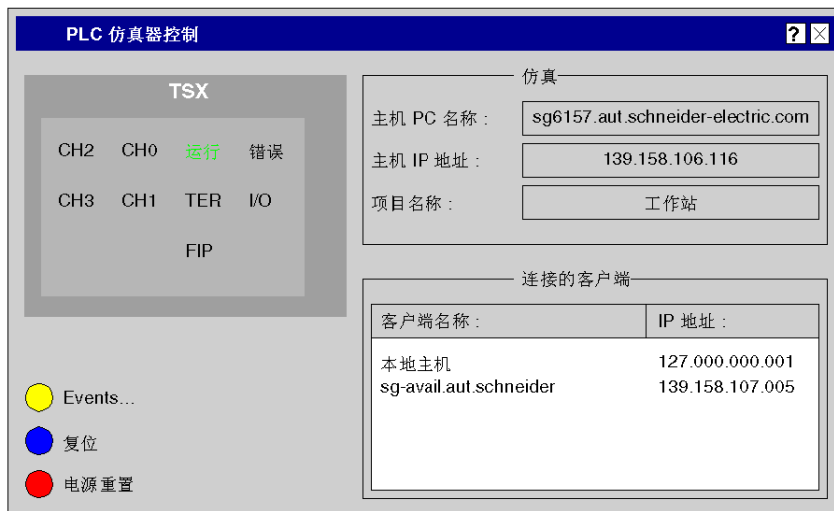 PLC 仿真器控制
TSX
CH2 CH0 运行 错误
CH3 CH1 TER I/O
FIP
Events...
复位
电源重置
仿真
主机 PC 名称： sg6157.aut.schneider-electric.com
主机 IP 地址： 139.158.106.116
项目名称： 工作站
连接的客户端
客户端名称： IP 地址：
本地主机 127.000.000.001
sg-avail.aut.schneider 139.158.107.005